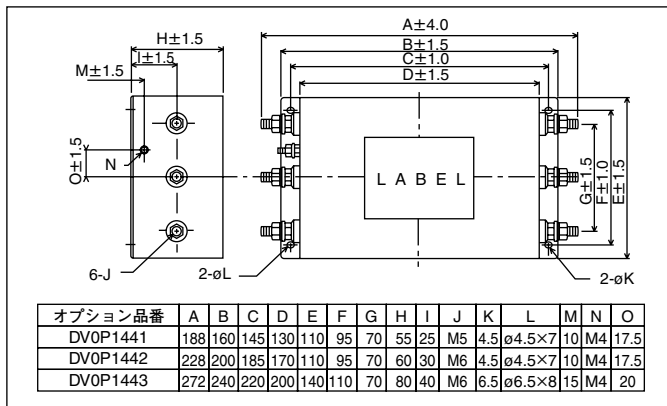 A±4.0
H±1.5
B±1.5
I±1.5
C±1.0
M±1.5
D±1.5
O±1.5
N
LABEL
G±1.5
F±1.0
E±1.5
6-J
2-øL
2-øK
オプション品番 A B C D E F G H I J K L M N O
DV0P1441 188 160 145 130 110 95 70 55 25 M5 4.5 ø4.5×7 10 M4 17.5
DV0P1442 228 200 185 170 110 95 70 60 30 M6 4.5 ø4.5×7 10 M4 17.5
DV0P1443 272 240 220 200 140 110 70 80 40 M6 6.5 ø6.5×8 15 M4 20